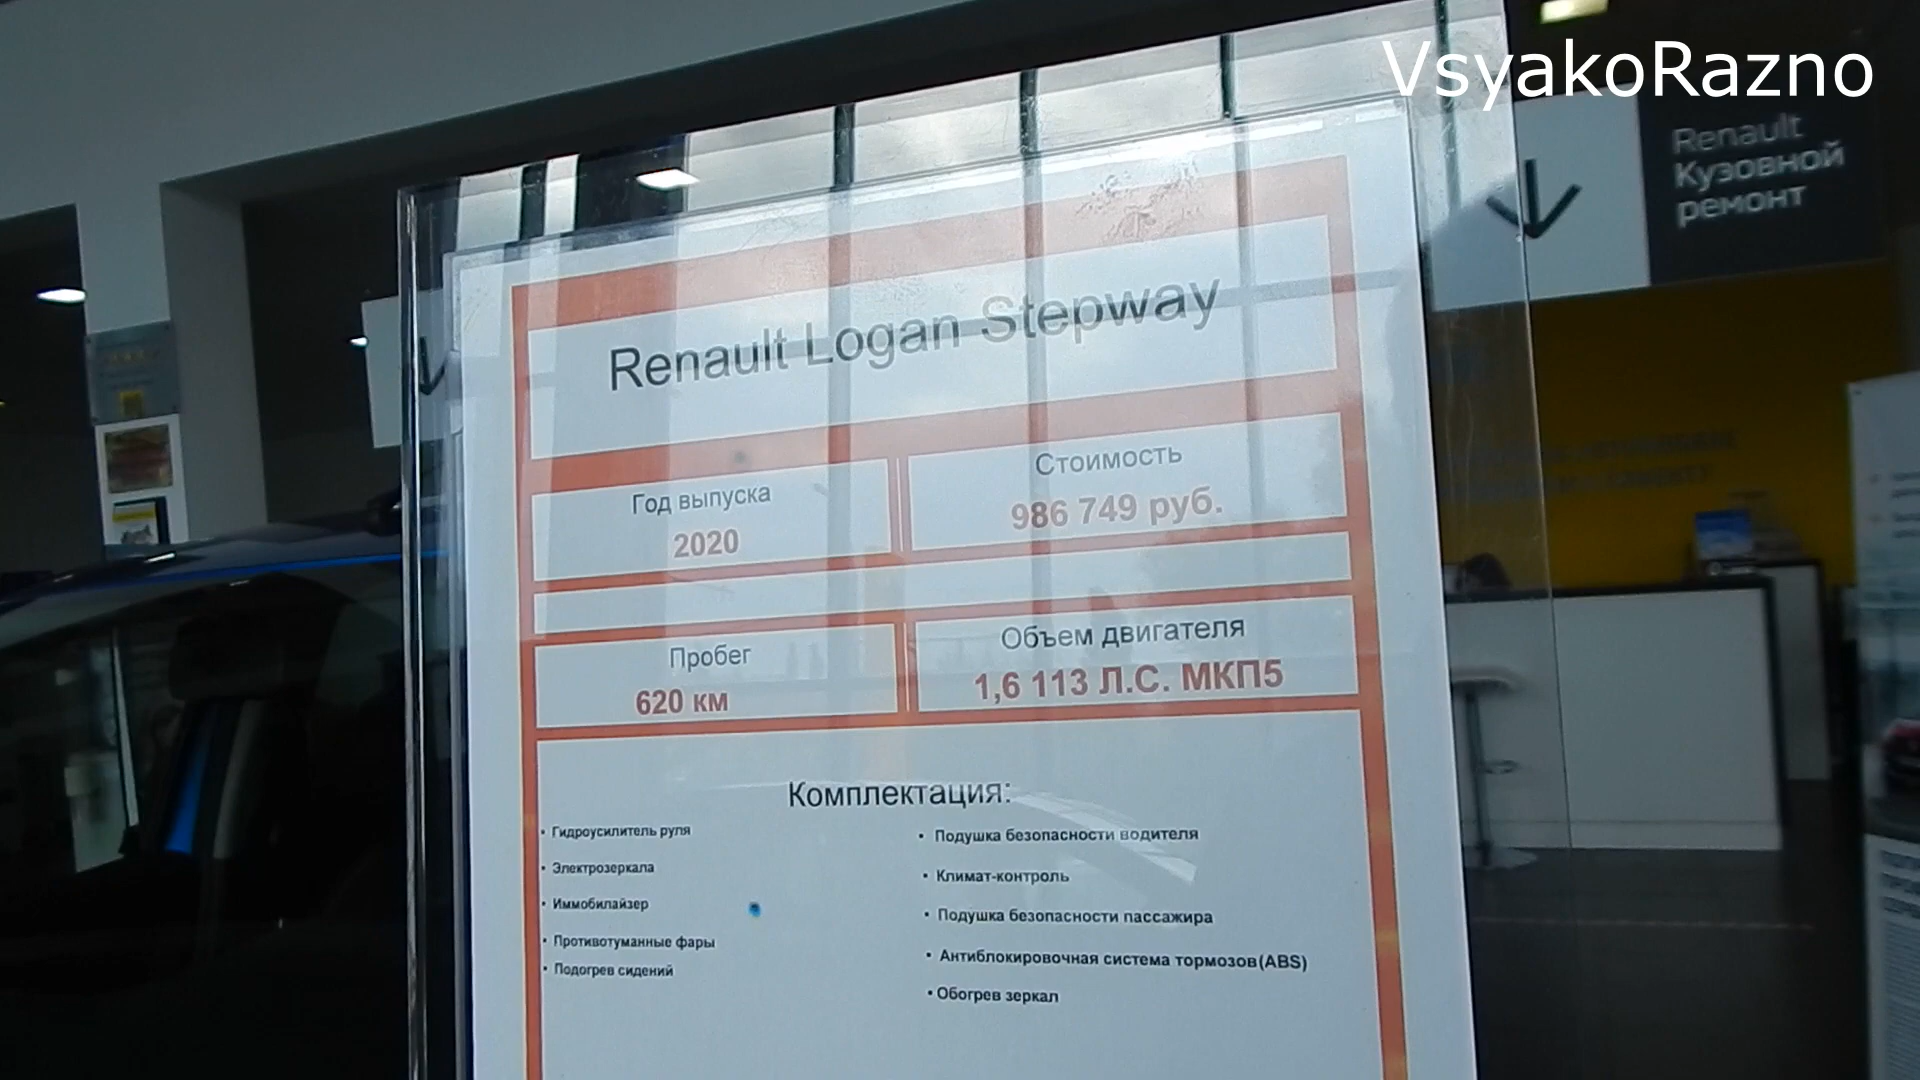 VsyakoRazno
Renault
Кузовной
ремонт
Renault Logan Stepway
Год выпуска
2020
Стоимость
986 749 руб.
Пробег
620 км
Объем двигателя
1,6 113 Л.С. МКП5
Комплектация:
• Гидроусилитель руля
• Электрозеркала
• Иммобилайзер
• Противотуманные фары
• Подогрев сидений
• Подушка безопасности водителя
• Климат-контроль
• Подушка безопасности пассажира
• Антиблокировочная система тормозов(ABS)
• Обогрев зеркал